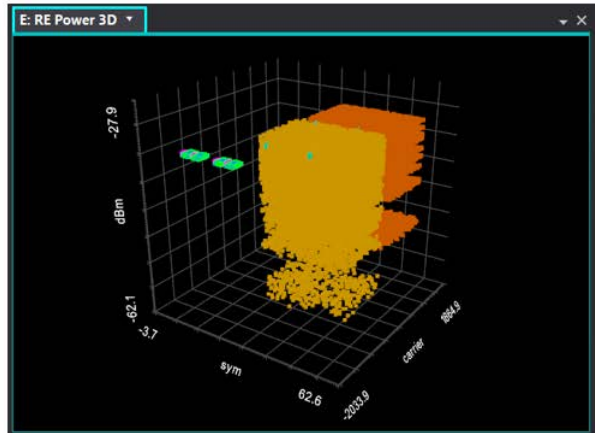 E: RE Power 3D
-27.9
dBm
-62.1
-3.7
sym
62.6
-2033.9
carrier
1864.9